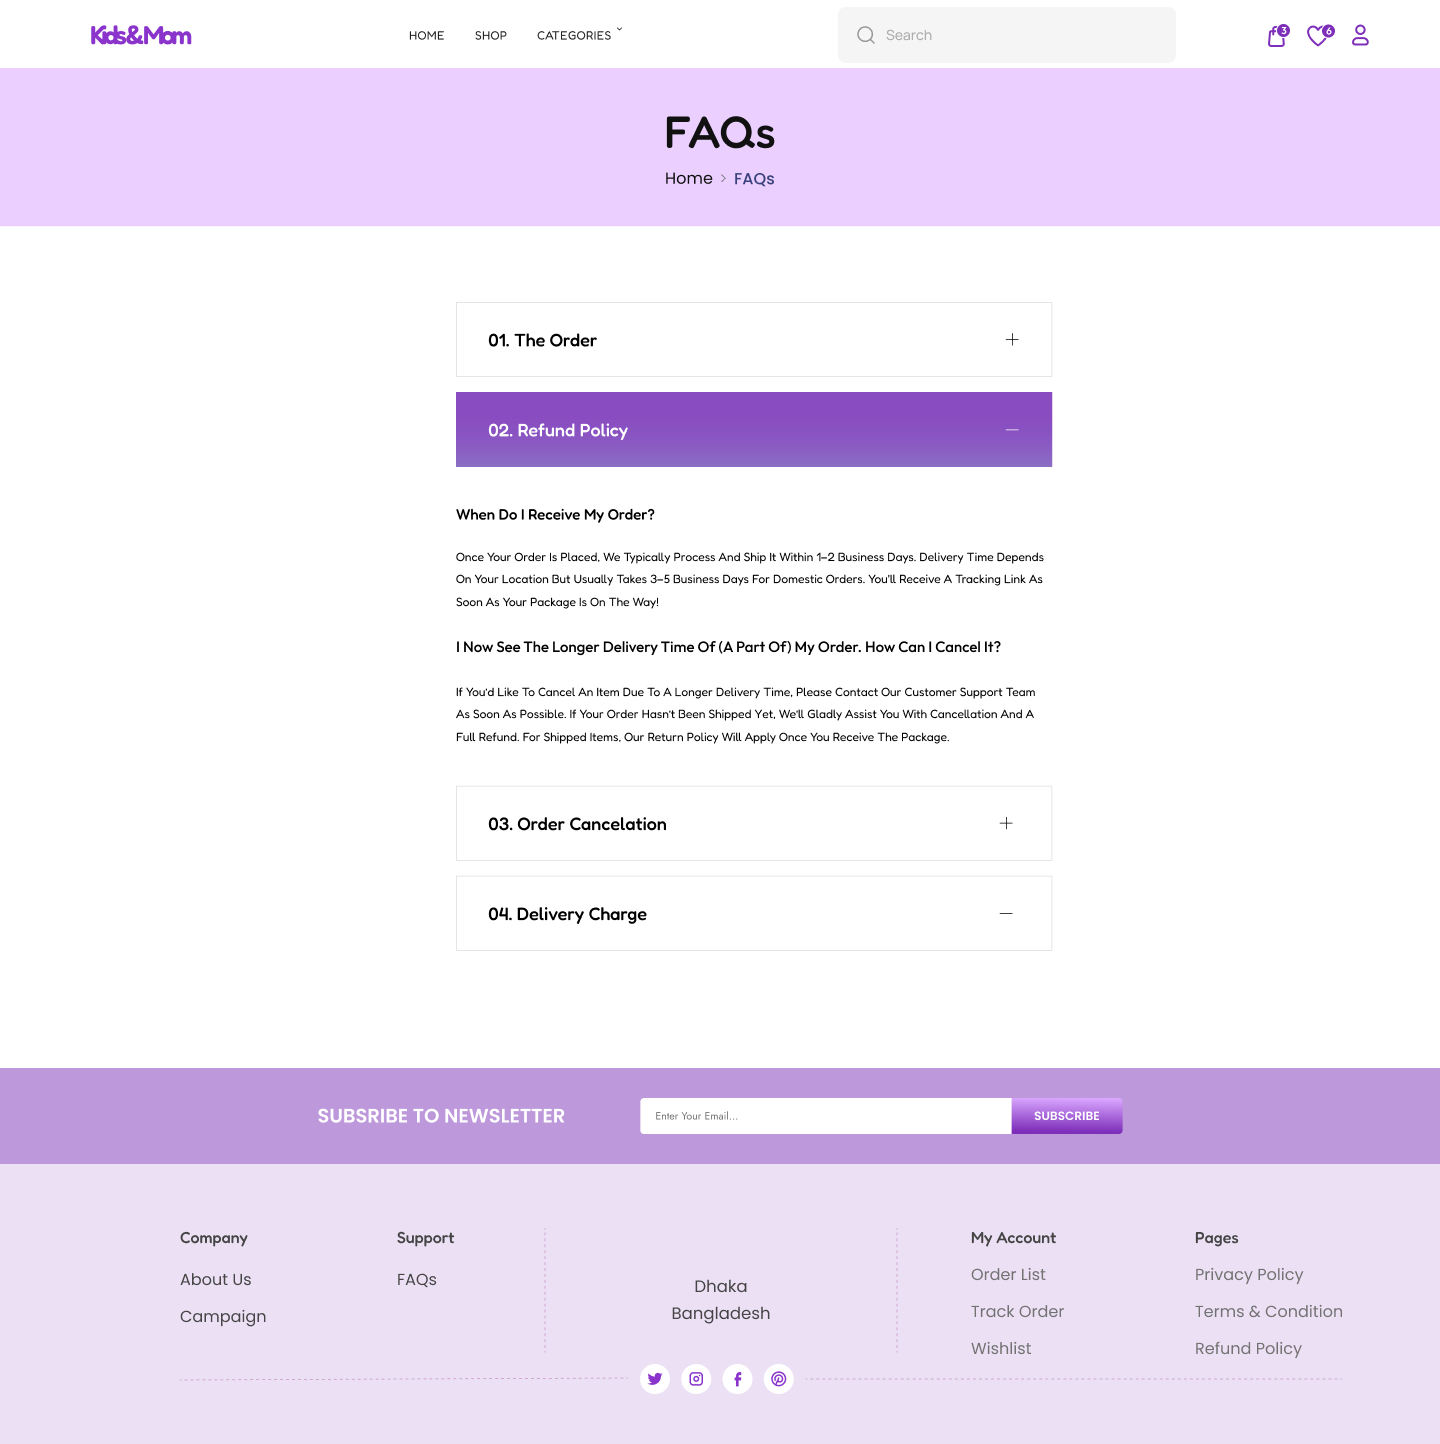 Kids&Mom
HOME SHOP CATEGORIES
Search
3 6
FAQs
Home > FAQs
01. The Order
02. Refund Policy
When Do I Receive My Order?
Once Your Order Is Placed, We Typically Process And Ship It Within 1–2 Business Days. Delivery Time Depends
On Your Location But Usually Takes 3–5 Business Days For Domestic Orders. You'll Receive A Tracking Link As
Soon As Your Package Is On The Way!
I Now See The Longer Delivery Time Of (A Part Of) My Order. How Can I Cancel It?
If You'd Like To Cancel An Item Due To A Longer Delivery Time, Please Contact Our Customer Support Team
As Soon As Possible. If Your Order Hasn't Been Shipped Yet, We'll Gladly Assist You With Cancellation And A
Full Refund. For Shipped Items, Our Return Policy Will Apply Once You Receive The Package.
03. Order Cancelation
04. Delivery Charge
SUBSRIBE TO NEWSLETTER
Enter Your Email...
SUBSCRIBE
Company
About Us
Campaign
Support
FAQs
Dhaka
Bangladesh
My Account
Order List
Track Order
Wishlist
Pages
Privacy Policy
Terms & Condition
Refund Policy